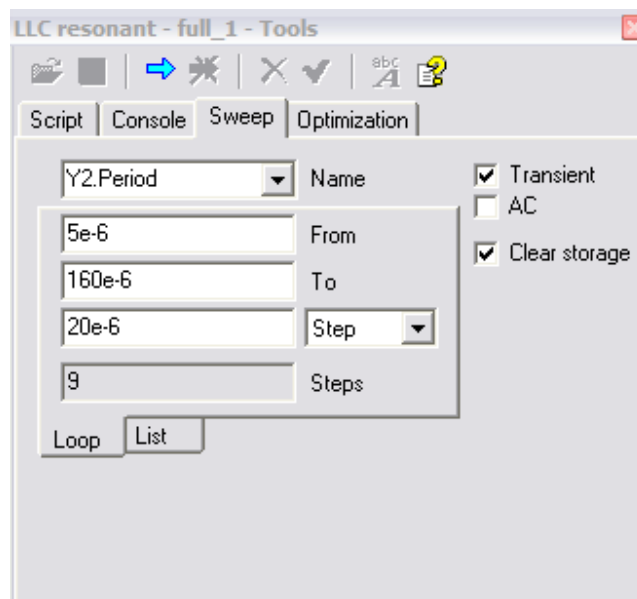 LLC resonant - full_1 - Tools
abc A
Script Console Sweep Optimization
Y2.Period Name
Transient
AC
5e-6 From
Clear storage
160e-6 To
20e-6 Step
9 Steps
Loop List